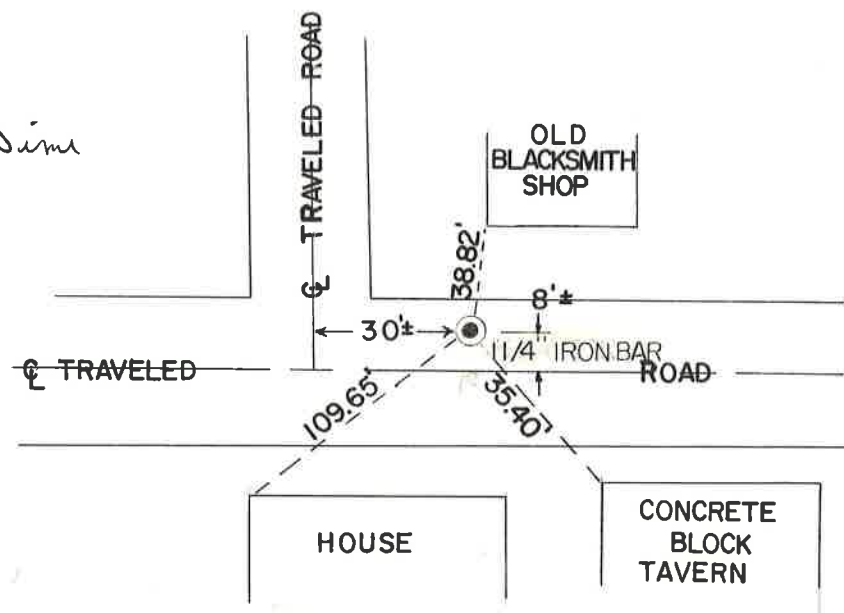 ℄ TRAVELED ROAD
OLD
BLACKSMITH
SHOP
38.82'
8'±
30'±
1 1/4" IRON BAR
℄ TRAVELED ROAD
109.65'
35.40'
HOUSE
CONCRETE
BLOCK
TAVERN